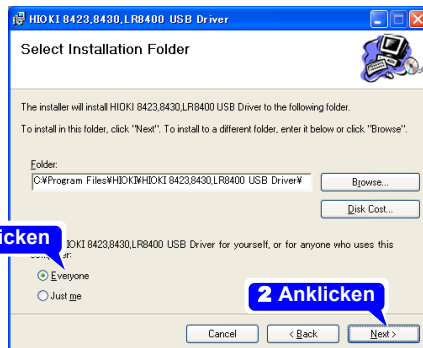 HIOKI 8423,8430,LR8400 USB Driver
Select Installation Folder
The installer will install HIOKI 8423,8430,LR8400 USB Driver to the following folder.
To install in this folder, click "Next". To install to a different folder, enter it below or click "Browse".
Folder:
C:¥Program Files¥HIOKI¥HIOKI 8423,8430,LR8400 USB Driver¥
Browse...
Disk Cost...
icken
OKI 8423,8430,LR8400 USB Driver for yourself, or for anyone who uses this
Everyone
Just me
2 Anklicken
Cancel
< Back
Next >